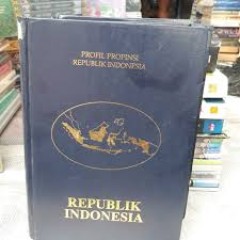 PROFIL PROPINSI
REPUBLIK INDONESIA
REPUBLIK
INDONESIA